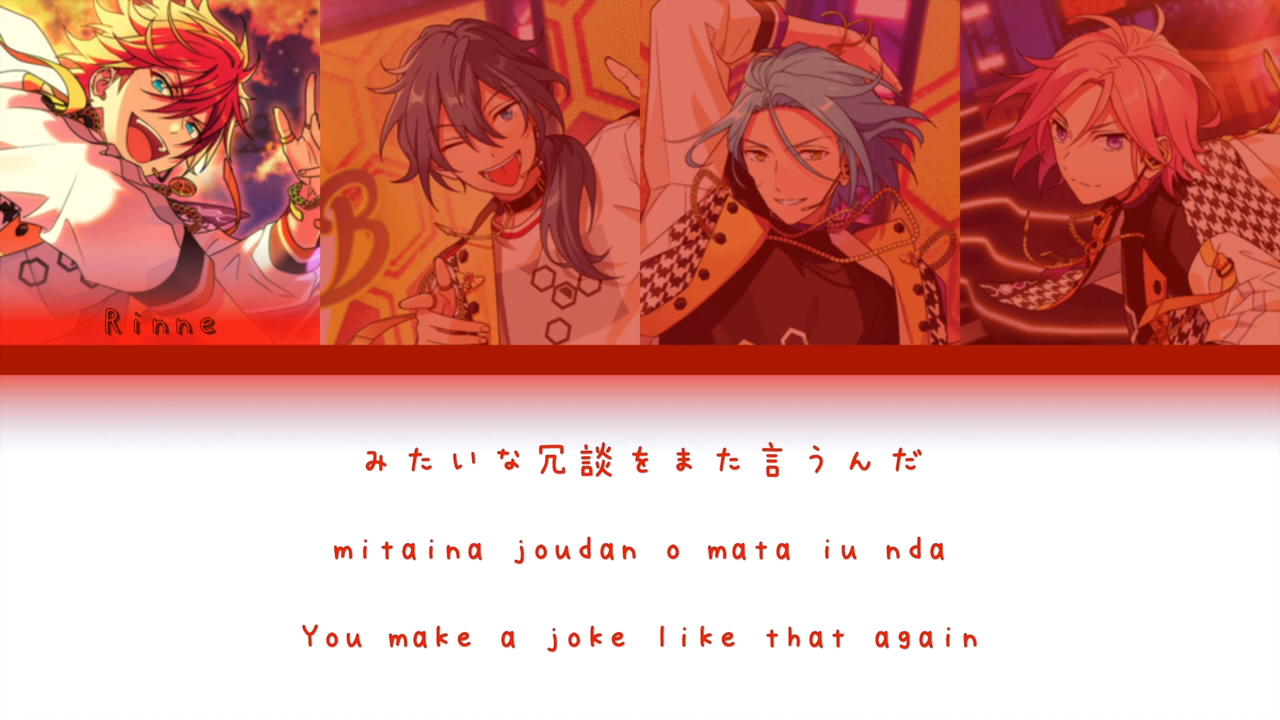 Rinne
みたいな冗談をまた言うんだ
mitaina joudan o mata iu nda
You make a joke like that again